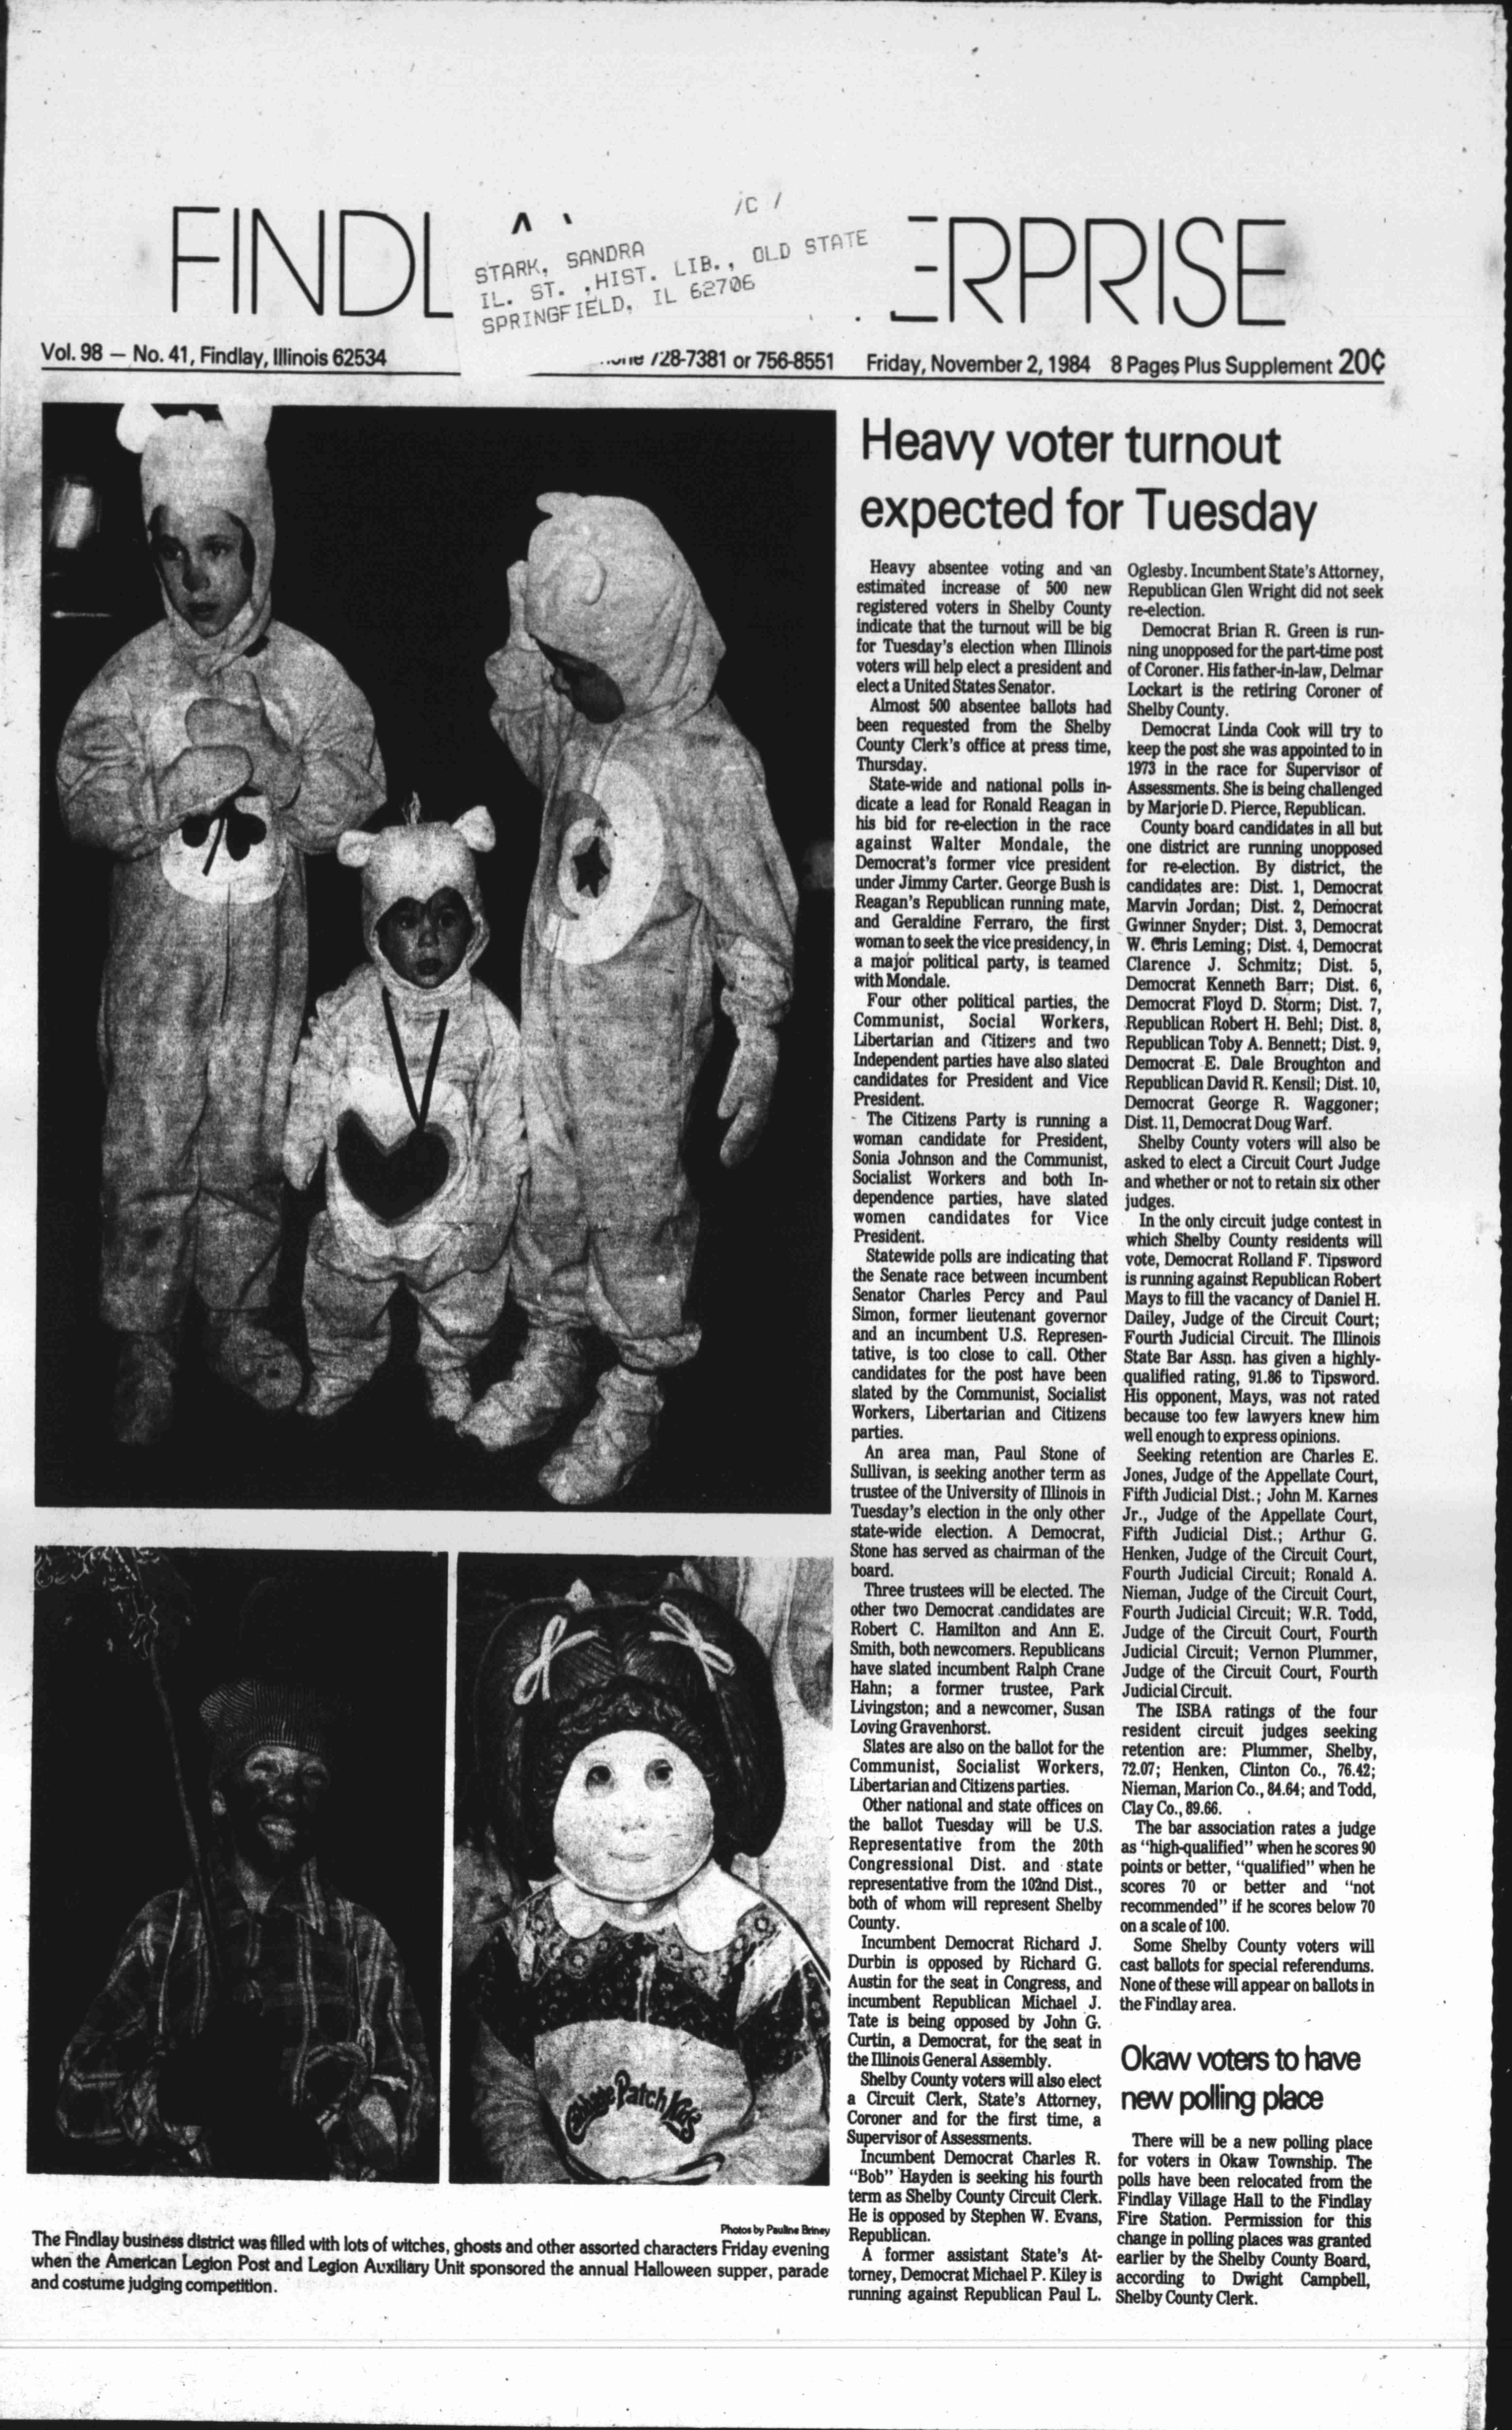 FINDL
ERPRISE
/C /
STARK, SANDRA
IL. ST. HIST. LIB., OLD STATE
SPRINGFIELD, IL 62706
Vol. 98 — No. 41, Findlay, Illinois 62534
728-7381 or 756-8551
Friday, November 2, 1984
8 Pages Plus Supplement 20¢
Cabbage Patch Kids
Photos by Pauline Briney
The Findlay business district was filled with lots of witches, ghosts and other assorted characters Friday evening
when the American Legion Post and Legion Auxiliary Unit sponsored the annual Halloween supper, parade
and costume judging competition.
Heavy voter turnout
expected for Tuesday
Heavy absentee voting and an
estimated increase of 500 new
registered voters in Shelby County
indicate that the turnout will be big
for Tuesday's election when Illinois
voters will help elect a president and
elect a United States Senator.
Almost 500 absentee ballots had
been requested from the Shelby
County Clerk's office at press time,
Thursday.
State-wide and national polls in-
dicate a lead for Ronald Reagan in
his bid for re-election in the race
against Walter Mondale, the
Democrat's former vice president
under Jimmy Carter. George Bush is
Reagan's Republican running mate,
and Geraldine Ferraro, the first
woman to seek the vice presidency, in
a major political party, is teamed
with Mondale.
Four other political parties, the
Communist, Social Workers,
Libertarian and Citizens and two
Independent parties have also slated
candidates for President and Vice
President.
The Citizens Party is running a
woman candidate for President,
Sonia Johnson and the Communist,
Socialist Workers and both In-
dependence parties, have slated
women candidates for Vice
President.
Statewide polls are indicating that
the Senate race between incumbent
Senator Charles Percy and Paul
Simon, former lieutenant governor
and an incumbent U.S. Represen-
tative, is too close to call. Other
candidates for the post have been
slated by the Communist, Socialist
Workers, Libertarian and Citizens
parties.
An area man, Paul Stone of
Sullivan, is seeking another term as
trustee of the University of Illinois in
Tuesday's election in the only other
state-wide election. A Democrat,
Stone has served as chairman of the
board.
Three trustees will be elected. The
other two Democrat candidates are
Robert C. Hamilton and Ann E.
Smith, both newcomers. Republicans
have slated incumbent Ralph Crane
Hahn; a former trustee, Park
Livingston; and a newcomer, Susan
Loving Gravenhorst.
Slates are also on the ballot for the
Communist, Socialist Workers,
Libertarian and Citizens parties.
Other national and state offices on
the ballot Tuesday will be U.S.
Representative from the 20th
Congressional Dist. and state
representative from the 102nd Dist.,
both of whom will represent Shelby
County.
Incumbent Democrat Richard J.
Durbin is opposed by Richard G.
Austin for the seat in Congress, and
incumbent Republican Michael J.
Tate is being opposed by John G.
Curtin, a Democrat, for the seat in
the Illinois General Assembly.
Shelby County voters will also elect
a Circuit Clerk, State's Attorney,
Coroner and for the first time, a
Supervisor of Assessments.
Incumbent Democrat Charles R.
"Bob" Hayden is seeking his fourth
term as Shelby County Circuit Clerk.
He is opposed by Stephen W. Evans,
Republican.
A former assistant State's At-
torney, Democrat Michael P. Kiley is
running against Republican Paul L.
Oglesby. Incumbent State's Attorney,
Republican Glen Wright did not seek
re-election.
Democrat Brian R. Green is run-
ning unopposed for the part-time post
of Coroner. His father-in-law, Delmar
Lockart is the retiring Coroner of
Shelby County.
Democrat Linda Cook will try to
keep the post she was appointed to in
1973 in the race for Supervisor of
Assessments. She is being challenged
by Marjorie D. Pierce, Republican.
County board candidates in all but
one district are running unopposed
for re-election. By district, the
candidates are: Dist. 1, Democrat
Marvin Jordan; Dist. 2, Democrat
Gwinner Snyder; Dist. 3, Democrat
W. Chris Leming; Dist. 4, Democrat
Clarence J. Schmitz; Dist. 5,
Democrat Kenneth Barr; Dist. 6,
Democrat Floyd D. Storm; Dist. 7,
Republican Robert H. Behl; Dist. 8,
Republican Toby A. Bennett; Dist. 9,
Democrat E. Dale Broughton and
Republican David R. Kensil; Dist. 10,
Democrat George R. Waggoner;
Dist. 11, Democrat Doug Warf.
Shelby County voters will also be
asked to elect a Circuit Court Judge
and whether or not to retain six other
judges.
In the only circuit judge contest in
which Shelby County residents will
vote, Democrat Rolland F. Tipsword
is running against Republican Robert
Mays to fill the vacancy of Daniel H.
Dailey, Judge of the Circuit Court;
Fourth Judicial Circuit. The Illinois
State Bar Assn. has given a highly-
qualified rating, 91.86 to Tipsword.
His opponent, Mays, was not rated
because too few lawyers knew him
well enough to express opinions.
Seeking retention are Charles E.
Jones, Judge of the Appellate Court,
Fifth Judicial Dist.; John M. Karnes
Jr., Judge of the Appellate Court,
Fifth Judicial Dist.; Arthur G.
Henken, Judge of the Circuit Court,
Fourth Judicial Circuit; Ronald A.
Nieman, Judge of the Circuit Court,
Fourth Judicial Circuit; W.R. Todd,
Judge of the Circuit Court, Fourth
Judicial Circuit; Vernon Plummer,
Judge of the Circuit Court, Fourth
Judicial Circuit.
The ISBA ratings of the four
resident circuit judges seeking
retention are: Plummer, Shelby,
72.07; Henken, Clinton Co., 76.42;
Nieman, Marion Co., 84.64; and Todd,
Clay Co., 89.66.
The bar association rates a judge
as "high-qualified" when he scores 90
points or better, "qualified" when he
scores 70 or better and "not
recommended" if he scores below 70
on a scale of 100.
Some Shelby County voters will
cast ballots for special referendums.
None of these will appear on ballots in
the Findlay area.
Okaw voters to have
new polling place
There will be a new polling place
for voters in Okaw Township. The
polls have been relocated from the
Findlay Village Hall to the Findlay
Fire Station. Permission for this
change in polling places was granted
earlier by the Shelby County Board,
according to Dwight Campbell,
Shelby County Clerk.